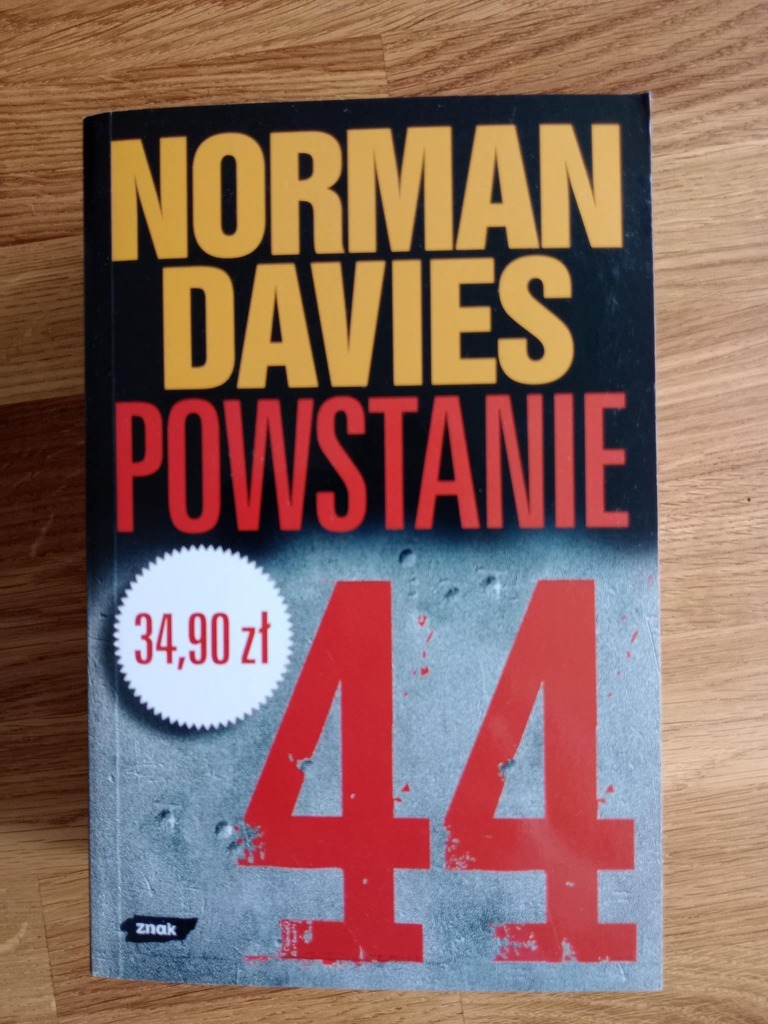 NORMAN
DAVIES
POWSTANIE
34,90 zł
44
znak